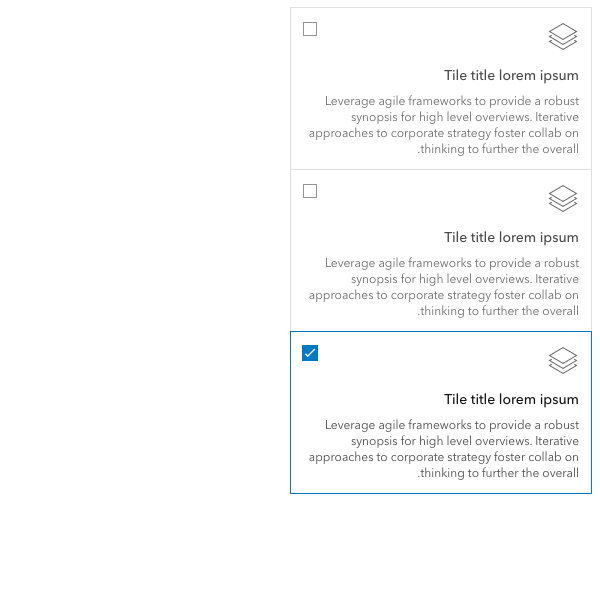 Tile title lorem ipsum
Leverage agile frameworks to provide a robust
synopsis for high level overviews. Iterative
approaches to corporate strategy foster collab on
.thinking to further the overall
Tile title lorem ipsum
Leverage agile frameworks to provide a robust
synopsis for high level overviews. Iterative
approaches to corporate strategy foster collab on
.thinking to further the overall
Tile title lorem ipsum
Leverage agile frameworks to provide a robust
synopsis for high level overviews. Iterative
approaches to corporate strategy foster collab on
.thinking to further the overall